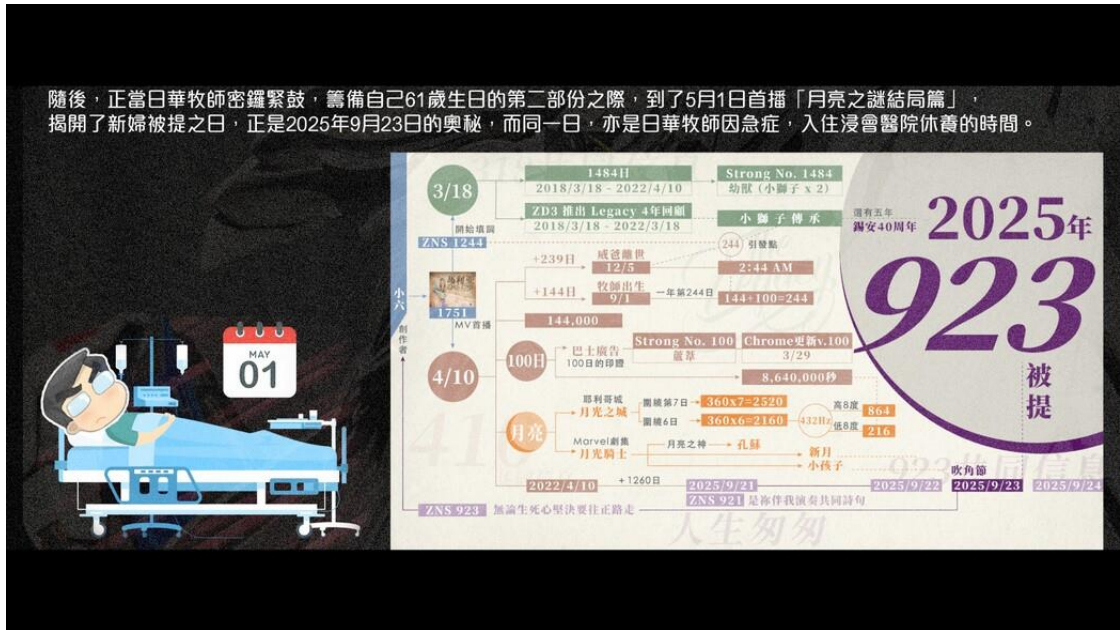 隨後，正當日華牧師密鑼緊鼓，籌備自己61歲生日的第二部份之際，到了5月1日首播「月亮之謎結局篇」，
揭開了新婦被提之日，正是2025年9月23日的奧秘，而同一日，亦是日華牧師因急症，入住浸會醫院休養的時間。
MAY
01
3/18
1484日
2018/3/18 - 2022/4/10
Strong No. 1484
幼獸（小獅子 x 2）
ZD3 推出 Legacy 4年回顧
2018/3/18 - 2022/3/18
小獅子傳承
還有五年
錫安40周年
2025年
923
被提
開始填詞
ZNS 1244
244 引發點
小六
創作者
1751
MV首播
+239日
威爸離世
12/5
2:44 AM
+144日
牧師出生
9/1
一年第244日
144+100=244
144,000
4/10
100日
巴士廣告
100日的印證
Strong No. 100
蘆葦
Chrome更新v.100
3/29
8,640,000秒
月亮
耶利哥城
月光之城
圍繞第7日
360x7=2520
圍繞6日
360x6=2160
432Hz
高8度
864
低8度
216
Marvel劇集
月光騎士
月亮之神
孔蘇
新月
小孩子
410
923共同信息
吹角節
2022/4/10
+1260日
2025/9/21
2025/9/22
2025/9/23
2025/9/24
ZNS 921 是祢伴我演奏共同詩句
ZNS 923 無論生死心堅決要往正路走
人生匆匆